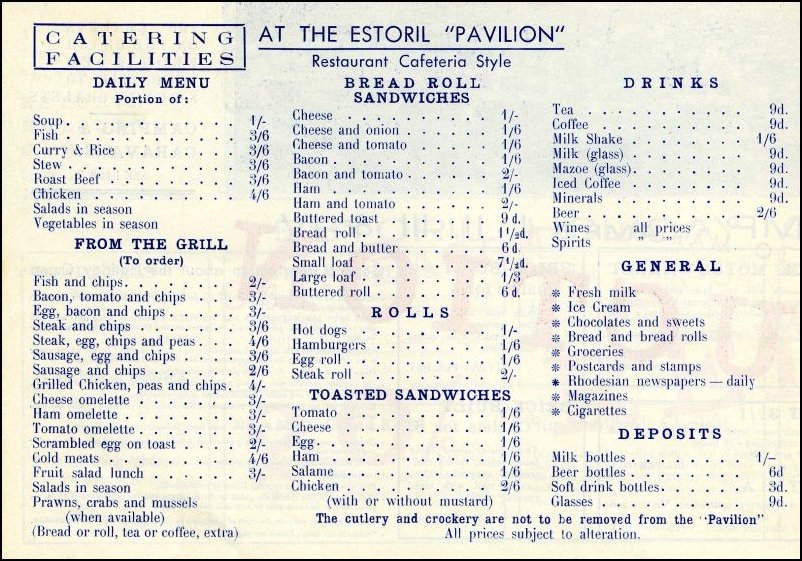 CATERING
FACILITIES
AT THE ESTORIL "PAVILION"
Restaurant Cafeteria Style
DAILY MENU
Portion of:
Soup . . . . . . . . . . 1/-
Fish . . . . . . . . . . 3/6
Curry & Rice . . . . . . . . 3/6
Stew . . . . . . . . . . 3/6
Roast Beef . . . . . . . . 3/6
Chicken . . . . . . . . . 4/6
Salads in season
Vegetables in season
FROM THE GRILL
(To order)
Fish and chips. . . . . . . . 2/-
Bacon, tomato and chips . . . 3/-
Egg, bacon and chips . . . . 3/-
Steak and chips . . . . . . 3/6
Steak, egg, chips and peas. . . 4/6
Sausage, egg and chips . . . 3/6
Sausage and chips . . . . . 2/6
Grilled Chicken, peas and chips. 4/-
Cheese omelette . . . . . . 3/-
Ham omelette . . . . . . . 3/-
Tomato omelette . . . . . . 3/-
Scrambled egg on toast . . . 2/-
Cold meats . . . . . . . . 4/6
Fruit salad lunch . . . . . 3/-
Salads in season
Prawns, crabs and mussels
(when available)
(Bread or roll, tea or coffee, extra)
BREAD ROLL
SANDWICHES
Cheese . . . . . . . . . 1/-
Cheese and onion . . . . . . 1/6
Cheese and tomato . . . . . 1/6
Bacon . . . . . . . . . . 1/6
Bacon and tomato . . . . . . 2/-
Ham . . . . . . . . . . 1/6
Ham and tomato . . . . . . 2/-
Buttered toast . . . . . . . 9 d.
Bread roll . . . . . . . . 1½d.
Bread and butter . . . . . . 6 d.
Small loaf . . . . . . . . 7½d.
Large loaf . . . . . . . . 1/3
Buttered roll . . . . . . . 6 d.
ROLLS
Hot dogs . . . . . . . . 1/-
Hamburgers . . . . . . . . 1/6
Egg roll . . . . . . . . . 1/6
Steak roll . . . . . . . . 2/-
TOASTED SANDWICHES
Tomato . . . . . . . . . 1/6
Cheese . . . . . . . . . 1/6
Egg . . . . . . . . . . 1/6
Ham . . . . . . . . . . 1/6
Salame . . . . . . . . . 1/6
Chicken . . . . . . . . . 2/6
(with or without mustard)
DRINKS
Tea . . . . . . . . . . 9d.
Coffee . . . . . . . . . 9d.
Milk Shake . . . . . . . . 1/6
Milk (glass) . . . . . . . 9d.
Mazoe (glass). . . . . . . . 9d.
Iced Coffee . . . . . . . . 9d.
Minerals . . . . . . . . 9d.
Beer . . . . . . . . . . 2/6
Wines all prices
Spirits " "
GENERAL
* Fresh milk
* Ice Cream
* Chocolates and sweets
* Bread and bread rolls
* Groceries
* Postcards and stamps
* Rhodesian newspapers — daily
* Magazines
* Cigarettes
DEPOSITS
Milk bottles. . . . . . . . 1/-
Beer bottles . . . . . . . . 6d
Soft drink bottles. . . . . . 3d.
Glasses . . . . . . . . . 9d.
The cutlery and crockery are not to be removed from the "Pavilion"
All prices subject to alteration.